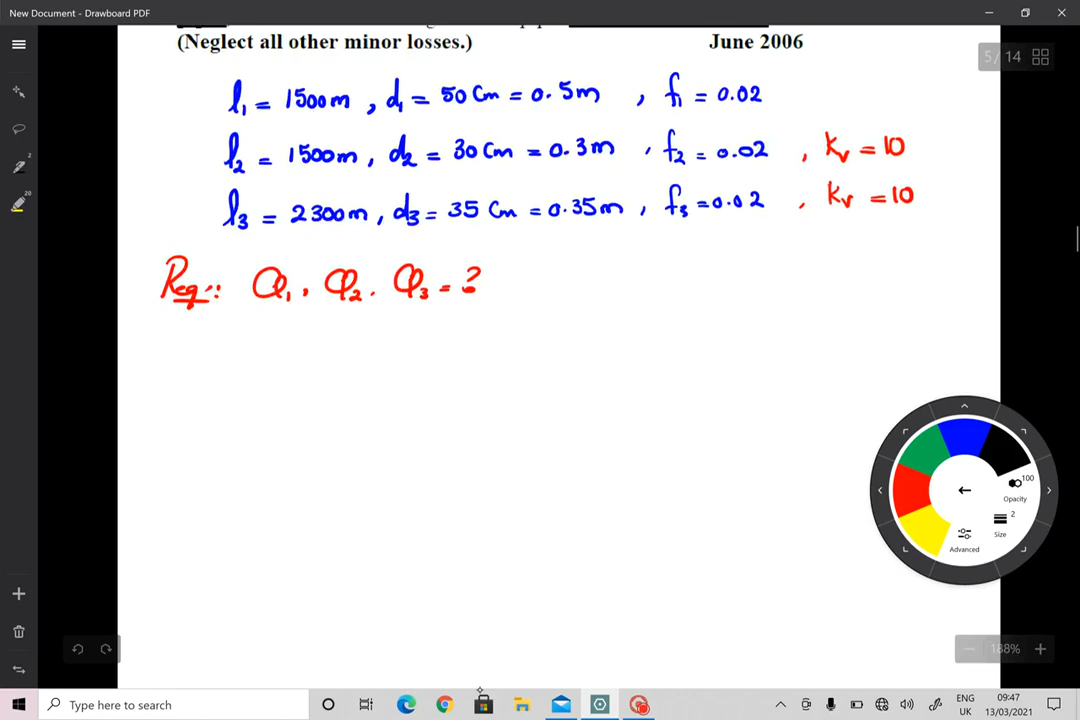 New Document - Drawboard PDF
(Neglect all other minor losses.) June 2006
5 / 14
l₁ = 1500m , d₁ = 50 Cm = 0.5m , f₁ = 0.02
l₂ = 1500m , d₂ = 30 Cm = 0.3m , f₂ = 0.02 , kᵥ = 10
l₃ = 2300m , d₃ = 35 Cm = 0.35m , f₃ = 0.02 , kᵥ = 10
Req:: Q₁ , Q₂ . Q₃ = ?
2
20
100
Opacity
2
Size
Advanced
188%
Type here to search
ENG
UK
09:47
13/03/2021